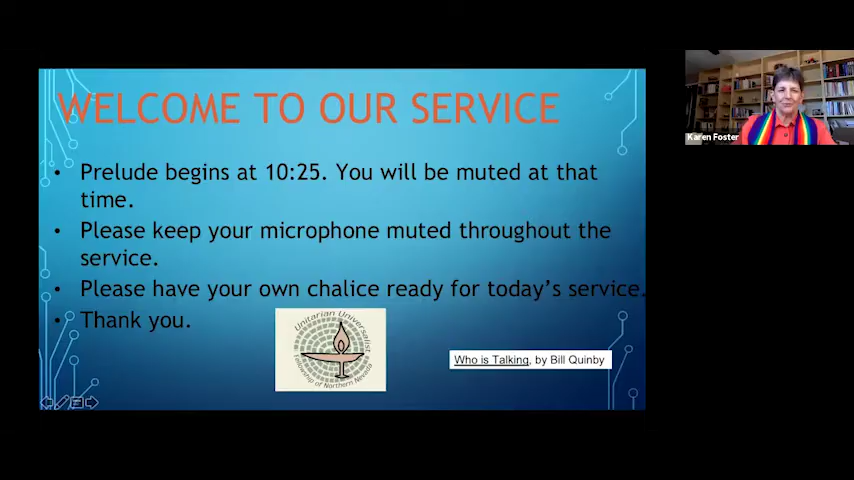 WELCOME TO OUR SERVICE
• Prelude begins at 10:25. You will be muted at that
time.
• Please keep your microphone muted throughout the
service.
• Please have your own chalice ready for today's service.
• Thank you.
Unitarian Universalist
Fellowship of Northern Nevada
Who is Talking, by Bill Quinby
Karen Foster